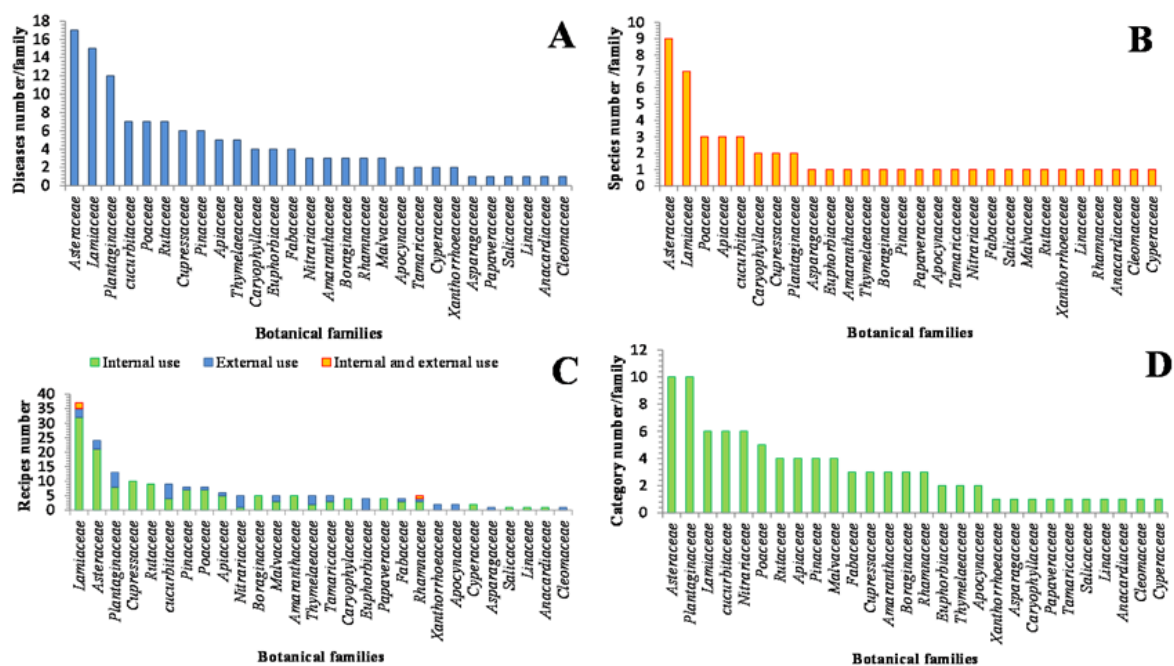 A
Diseases number/family
18
16
14
12
10
8
6
4
2
0
Asteraceae
Lamiaceae
Plantaginaceae
cucurbitaceae
Poaceae
Rutaceae
Cupressaceae
Pinaceae
Apiaceae
Thymelaeaceae
Caryophyllaceae
Euphorbiaceae
Fabaceae
Nitrariaceae
Amaranthaceae
Boraginaceae
Rhamnaceae
Malvaceae
Apocynaceae
Tamaricaceae
Cyperaceae
Xanthorrhoeaceae
Asparagaceae
Papaveraceae
Salicaceae
Linaceae
Anacardiaceae
Cleomaceae
Botanical families
B
Species number/family
10
9
8
7
6
5
4
3
2
1
0
Asteraceae
Lamiaceae
Poaceae
Apiaceae
cucurbitaceae
Caryophyllaceae
Cupressaceae
Plantaginaceae
Asparagaceae
Euphorbiaceae
Amaranthaceae
Thymelaeaceae
Boraginaceae
Pinaceae
Papaveraceae
Apocynaceae
Tamaricaceae
Nitrariaceae
Fabaceae
Salicaceae
Malvaceae
Rutaceae
Xanthorrhoeaceae
Linaceae
Rhamnaceae
Anacardiaceae
Cleomaceae
Cyperaceae
Botanical families
Internal use
External use
Internal and external use
C
Recipes number
40
35
30
25
20
15
10
5
0
Lamiaceae
Asteraceae
Plantaginaceae
Cupressaceae
Rutaceae
cucurbitaceae
Pinaceae
Poaceae
Apiaceae
Nitrariaceae
Boraginaceae
Malvaceae
Amaranthaceae
Thymelaeaceae
Tamaricaceae
Caryophyllaceae
Euphorbiaceae
Papaveraceae
Fabaceae
Rhamnaceae
Xanthorrhoeaceae
Apocynaceae
Cyperaceae
Asparagaceae
Salicaceae
Linaceae
Anacardiaceae
Cleomaceae
Botanical families
D
Category number/family
12
10
8
6
4
2
0
Asteraceae
Plantaginaceae
Lamiaceae
cucurbitaceae
Nitrariaceae
Poaceae
Rutaceae
Apiaceae
Pinaceae
Malvaceae
Fabaceae
Cupressaceae
Amaranthaceae
Boraginaceae
Rhamnaceae
Euphorbiaceae
Thymelaeaceae
Apocynaceae
Xanthorrhoeaceae
Asparagaceae
Caryophyllaceae
Papaveraceae
Tamaricaceae
Salicaceae
Linaceae
Anacardiaceae
Cleomaceae
Cyperaceae
Botanical families